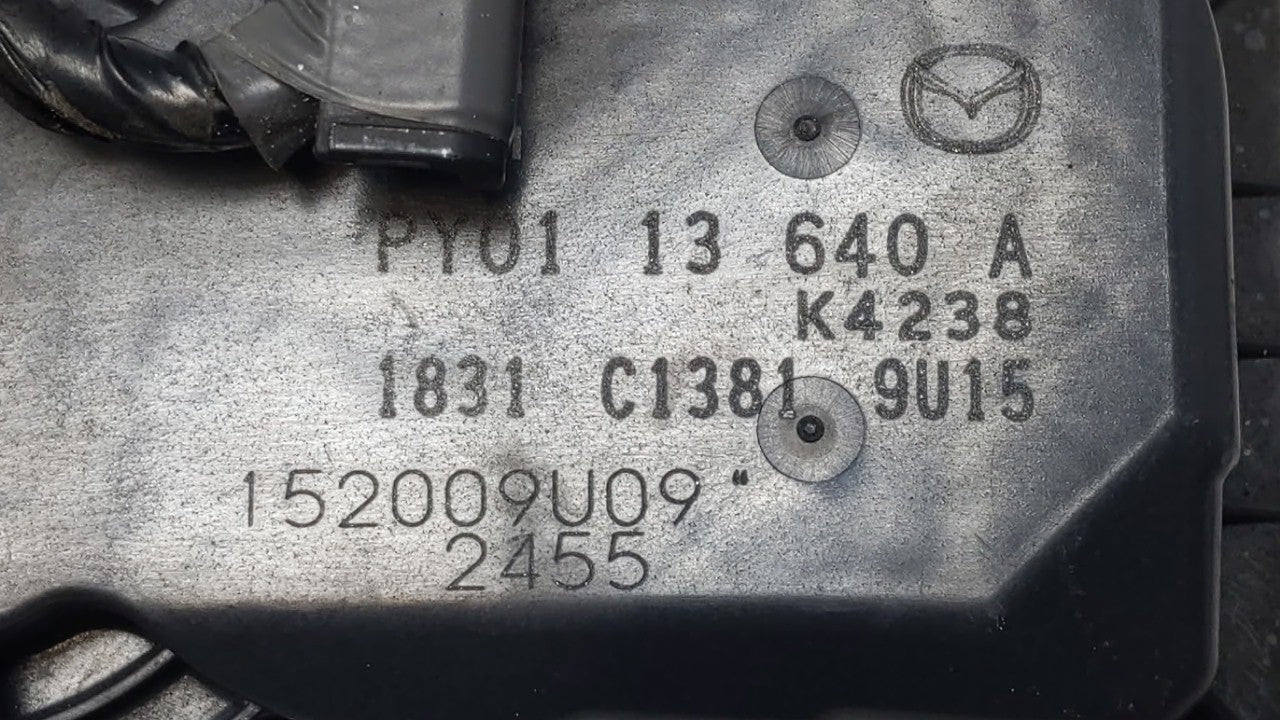 PY01 13 640 A
K4238
1831 C1381 9U15
152009U09 "
2455